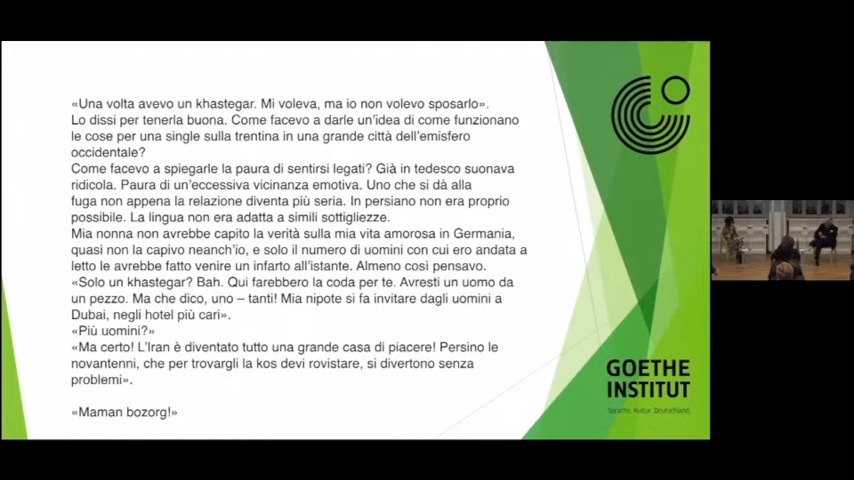 «Una volta avevo un khastegar. Mi voleva, ma io non volevo sposarlo».
Lo dissi per tenerla buona. Come facevo a darle un'idea di come funzionano
le cose per una single sulla trentina in una grande città dell'emisfero
occidentale?
Come facevo a spiegarle la paura di sentirsi legati? Già in tedesco suonava
ridicola. Paura di un'eccessiva vicinanza emotiva. Uno che si dà alla
fuga non appena la relazione diventa più seria. In persiano non era proprio
possibile. La lingua non era adatta a simili sottigliezze.
Mia nonna non avrebbe capito la verità sulla mia vita amorosa in Germania,
quasi non la capivo neanch'io, e solo il numero di uomini con cui ero andata a
letto le avrebbe fatto venire un infarto all'istante. Almeno così pensavo.
«Solo un khastegar? Bah. Qui farebbero la coda per te. Avresti un uomo da
un pezzo. Ma che dico, uno – tanti! Mia nipote si fa invitare dagli uomini a
Dubai, negli hotel più cari».
«Più uomini?»
«Ma certo! L'Iran è diventato tutto una grande casa di piacere! Persino le
novantenni, che per trovargli la kos devi rovistare, si divertono senza
problemi».
«Maman bozorg!»
GOETHE
INSTITUT
Sprache. Kultur. Deutschland.